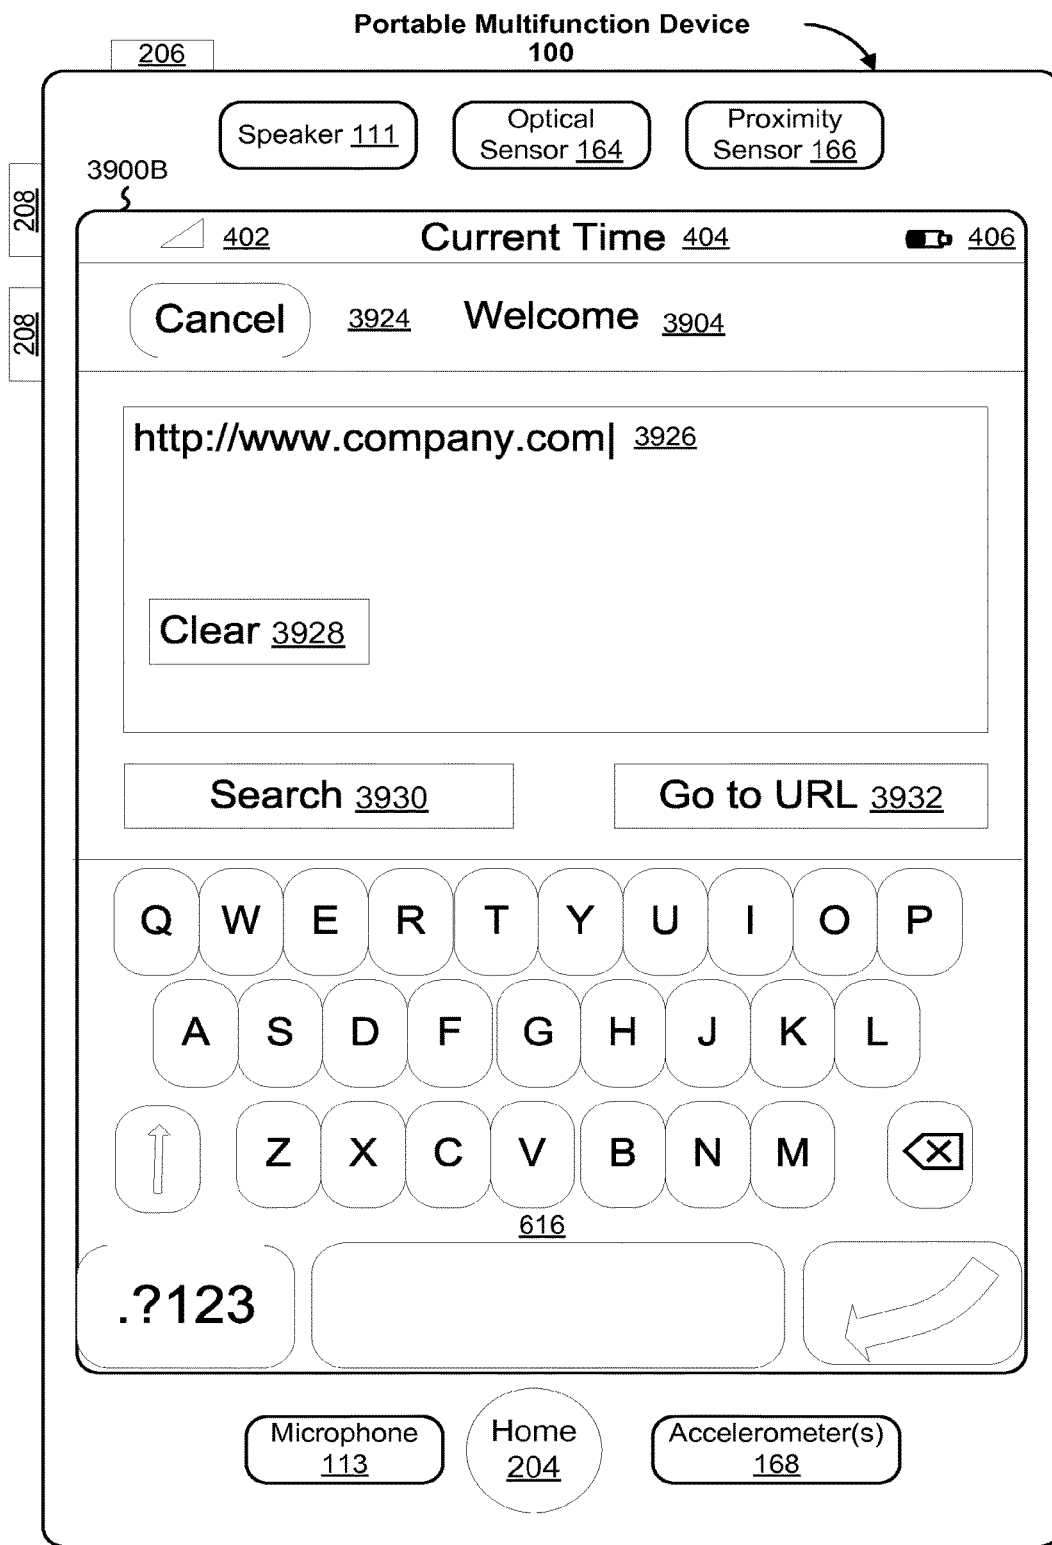 Portable Multifunction Device
100
206
Speaker 111
Optical
Sensor 164
Proximity
Sensor 166
3900B
208
208
402
Current Time 404
406
Cancel 3924 Welcome 3904
http://www.company.com| 3926
Clear 3928
Search 3930
Go to URL 3932
Q W E R T Y U I O P
A S D F G H J K L
Z X C V B N M
616
.?123
Microphone
113
Home
204
Accelerometer(s)
168